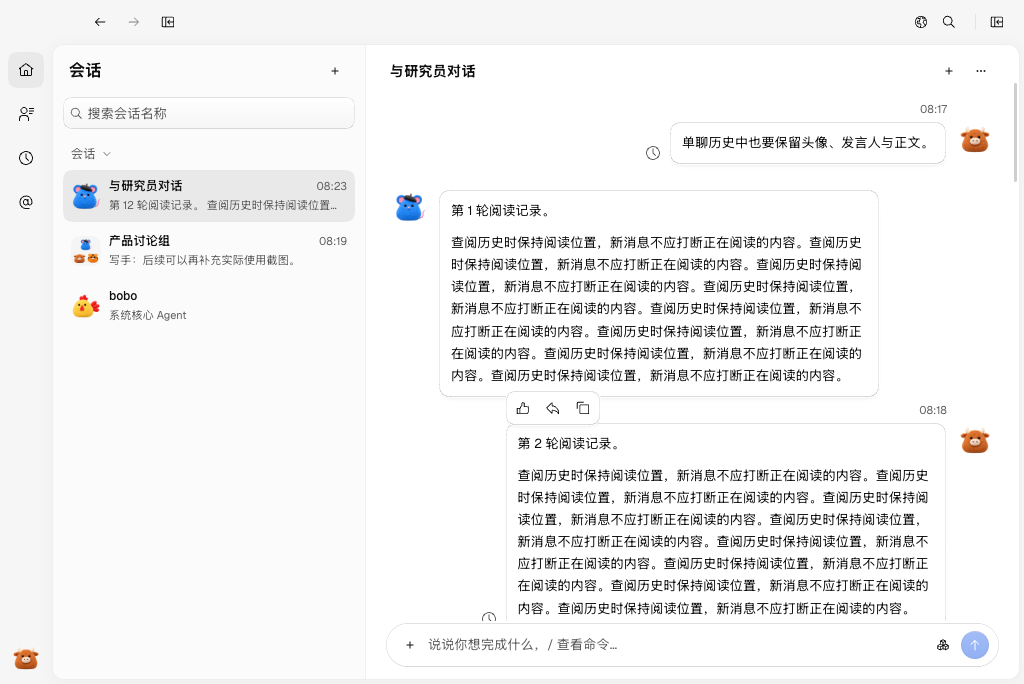 会话
搜索会话名称
会话
与研究员对话 08:23
第 12 轮阅读记录。 查阅历史时保持阅读位置…
产品讨论组 08:19
写手：后续可以再补充实际使用截图。
bobo
系统核心 Agent
与研究员对话
08:17
单聊历史中也要保留头像、发言人与正文。
第 1 轮阅读记录。
查阅历史时保持阅读位置，新消息不应打断正在阅读的内容。查阅历史
时保持阅读位置，新消息不应打断正在阅读的内容。查阅历史时保持阅
读位置，新消息不应打断正在阅读的内容。查阅历史时保持阅读位置，
新消息不应打断正在阅读的内容。查阅历史时保持阅读位置，新消息不
应打断正在阅读的内容。查阅历史时保持阅读位置，新消息不应打断正
在阅读的内容。查阅历史时保持阅读位置，新消息不应打断正在阅读的
内容。查阅历史时保持阅读位置，新消息不应打断正在阅读的内容。
08:18
第 2 轮阅读记录。
查阅历史时保持阅读位置，新消息不应打断正在阅读的内容。查阅历史
时保持阅读位置，新消息不应打断正在阅读的内容。查阅历史时保持阅
读位置，新消息不应打断正在阅读的内容。查阅历史时保持阅读位置，
新消息不应打断正在阅读的内容。查阅历史时保持阅读位置，新消息不
应打断正在阅读的内容。查阅历史时保持阅读位置，新消息不应打断正
在阅读的内容。查阅历史时保持阅读位置，新消息不应打断正在阅读的
内容。查阅历史时保持阅读位置，新消息不应打断正在阅读的内容。
说说你想完成什么，/ 查看命令…